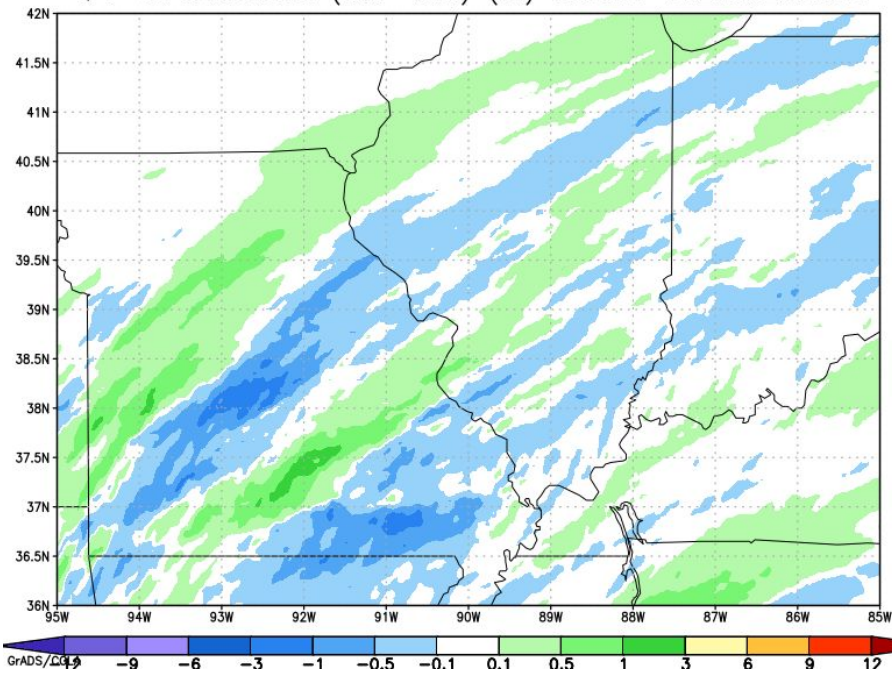 42N
41.5N
41N
40.5N
40N
39.5N
39N
38.5N
38N
37.5N
37N
36.5N
36N
95W 94W 93W 92W 91W 90W 89W 88W 87W 86W 85W
-9 -6 -3 -1 -0.5 -0.1 0.1 0.5 1 3 6 9 12
GrADS/COLA